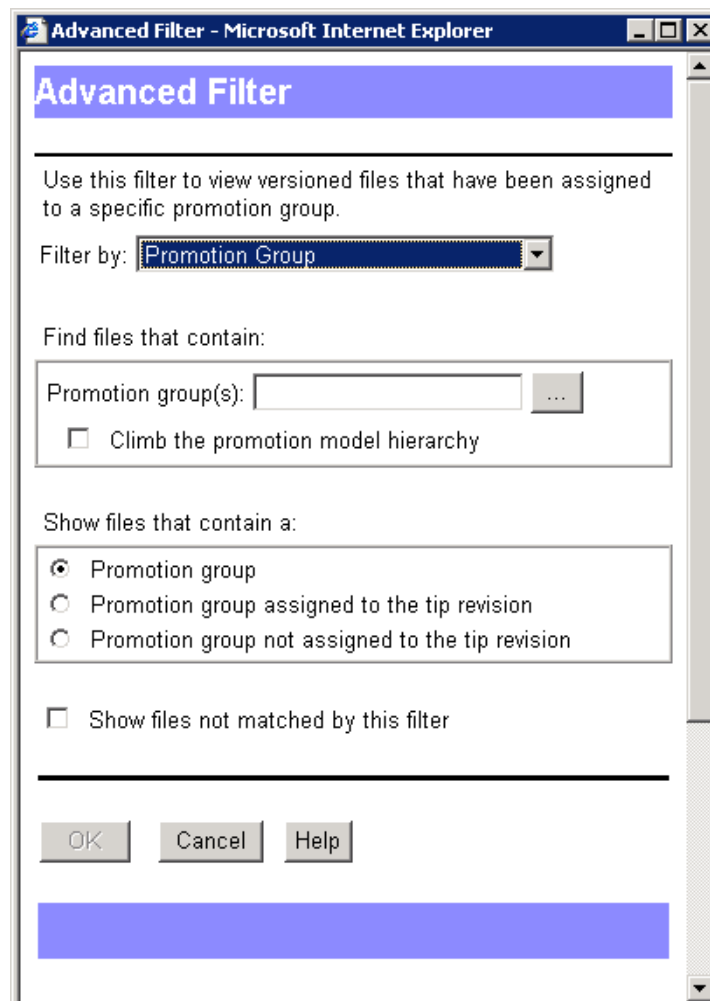 Advanced Filter - Microsoft Internet Explorer
Advanced Filter
Use this filter to view versioned files that have been assigned
to a specific promotion group.
Filter by: Promotion Group
Find files that contain:
Promotion group(s): ...
Climb the promotion model hierarchy
Show files that contain a:
Promotion group
Promotion group assigned to the tip revision
Promotion group not assigned to the tip revision
Show files not matched by this filter
OK Cancel Help